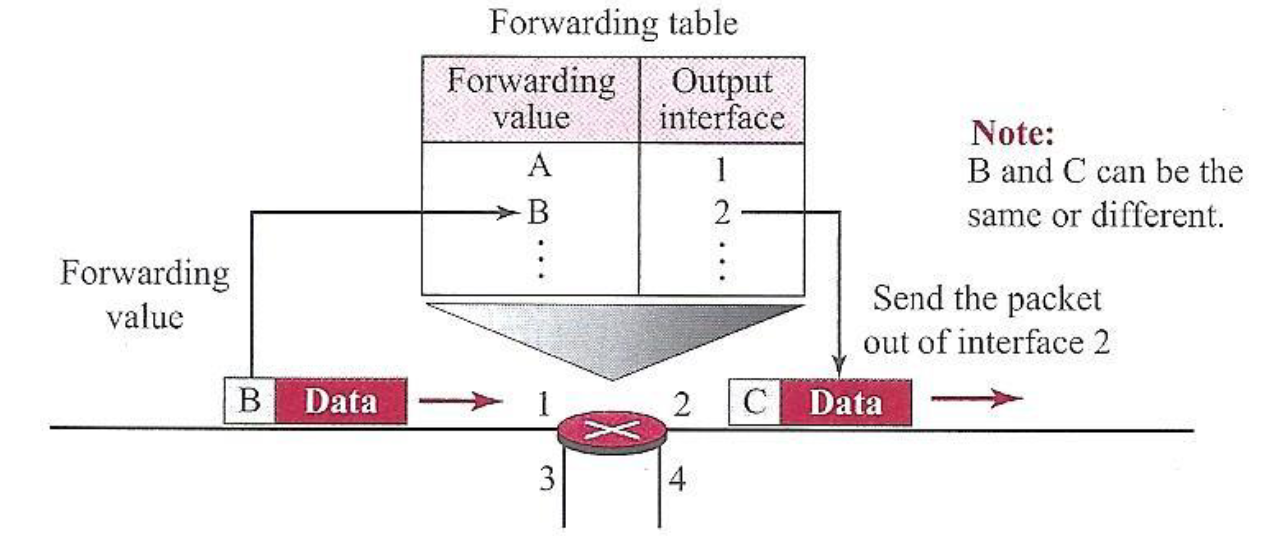 Forwarding table
Forwarding
value
Output
interface
A
1
B
2
Note:
B and C can be the
same or different.
Forwarding
value
Send the packet
out of interface 2
B
Data
1
2
C
Data
3
4